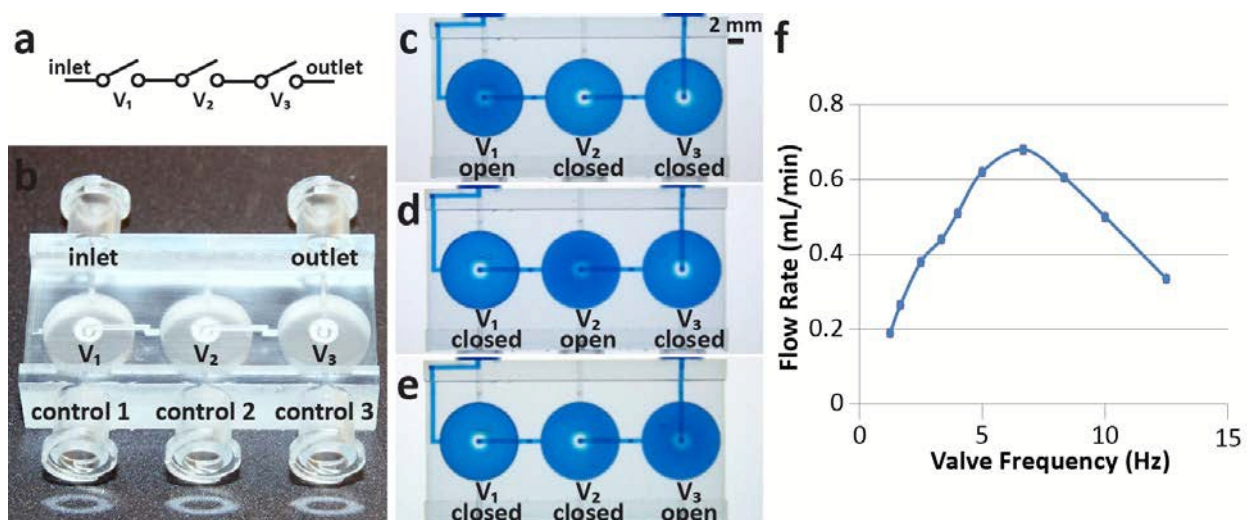 a
inlet
outlet
V₁
V₂
V₃
b
inlet
outlet
V₁
V₂
V₃
control 1
control 2
control 3
c
2 mm
V₁
open
V₂
closed
V₃
closed
d
V₁
closed
V₂
open
V₃
closed
e
V₁
closed
V₂
closed
V₃
open
f
Flow Rate (mL/min)
0.8
0.6
0.4
0.2
0
0
5
10
15
Valve Frequency (Hz)